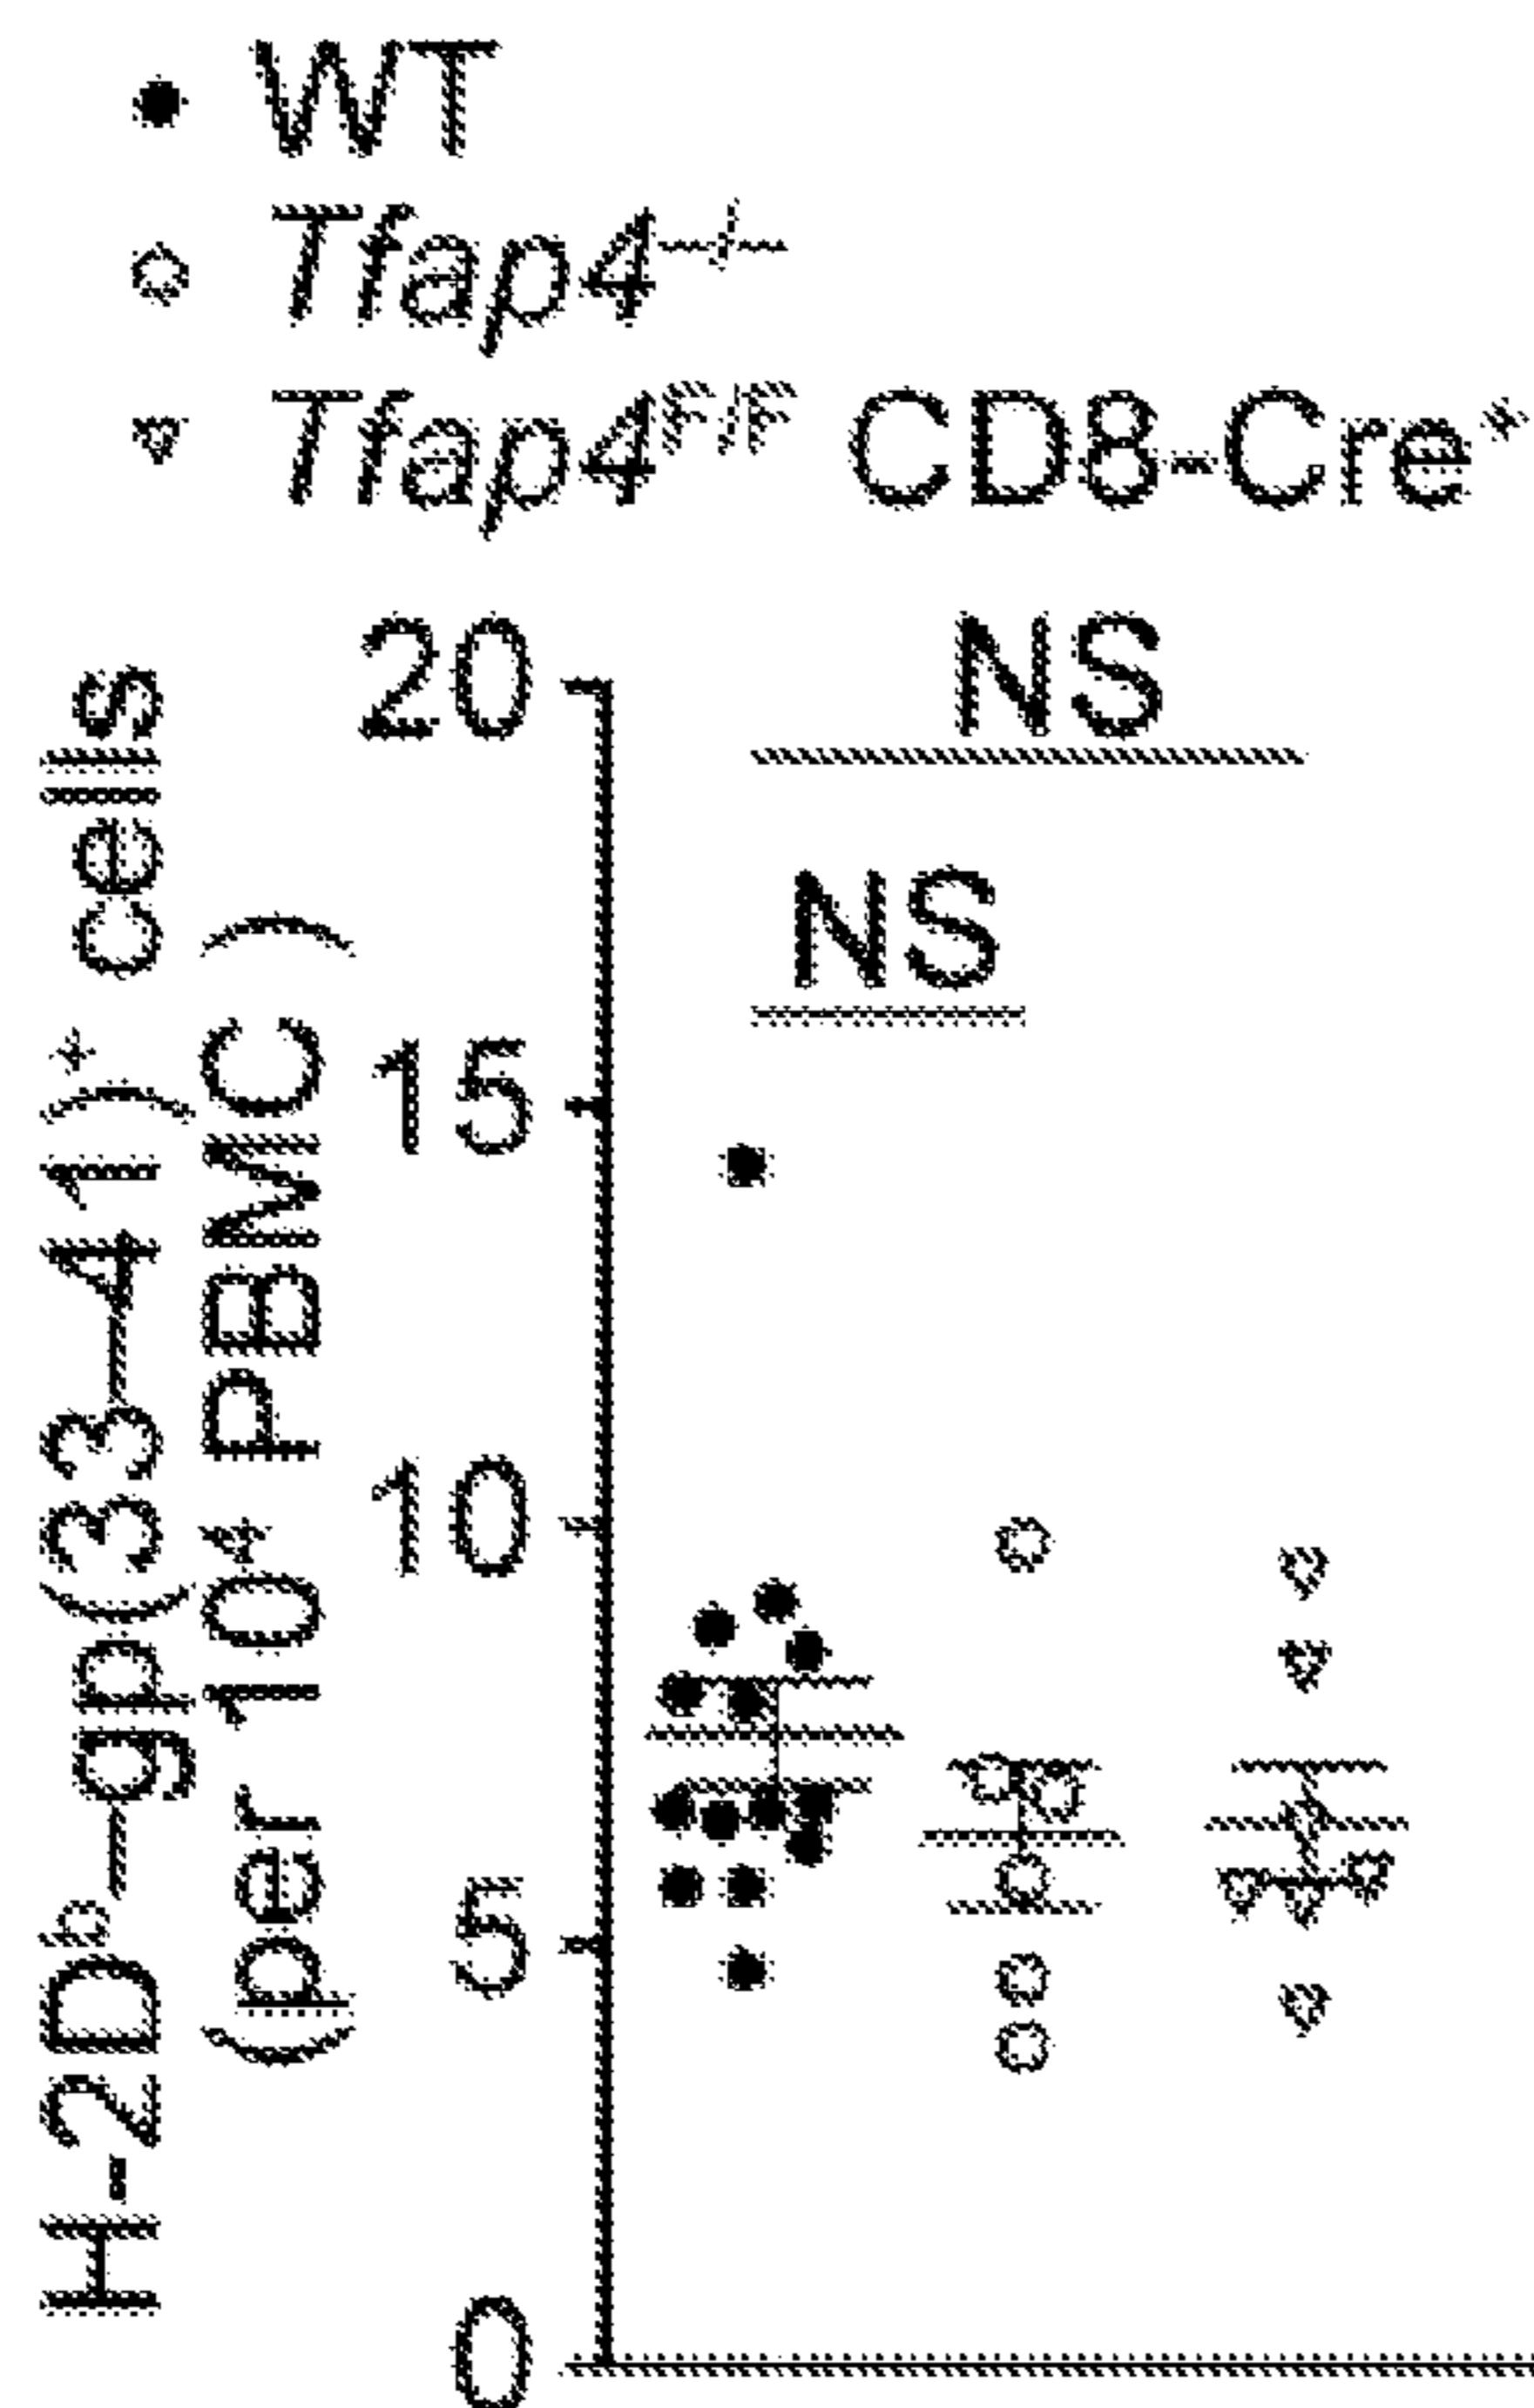 WT
Tfap4⁻/⁻
Tfap4ᶠ/ᶠ CD8-Cre⁺
H-2Dᵇ–gp(33–41)⁺ cells
(per 10⁴ PBMC)
20
15
10
5
0
NS
NS